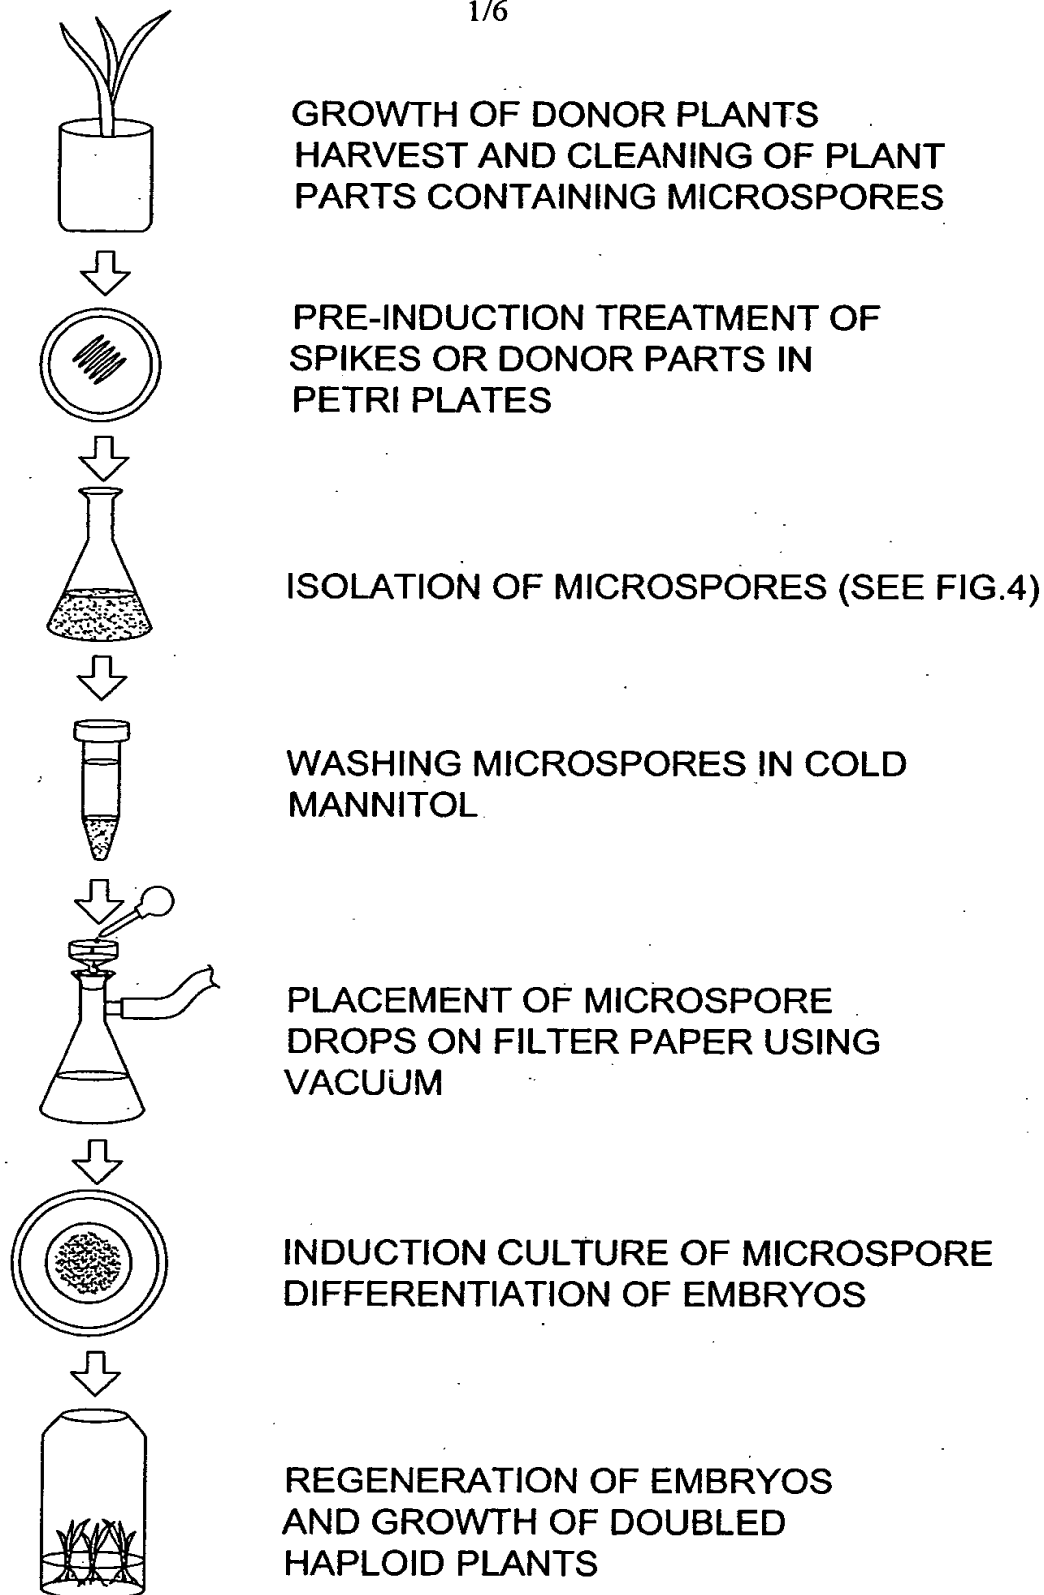 1/6
GROWTH OF DONOR PLANTS
HARVEST AND CLEANING OF PLANT
PARTS CONTAINING MICROSPORES
PRE-INDUCTION TREATMENT OF
SPIKES OR DONOR PARTS IN
PETRI PLATES
ISOLATION OF MICROSPORES (SEE FIG.4)
WASHING MICROSPORES IN COLD
MANNITOL
PLACEMENT OF MICROSPORE
DROPS ON FILTER PAPER USING
VACUUM
INDUCTION CULTURE OF MICROSPORE
DIFFERENTIATION OF EMBRYOS
REGENERATION OF EMBRYOS
AND GROWTH OF DOUBLED
HAPLOID PLANTS